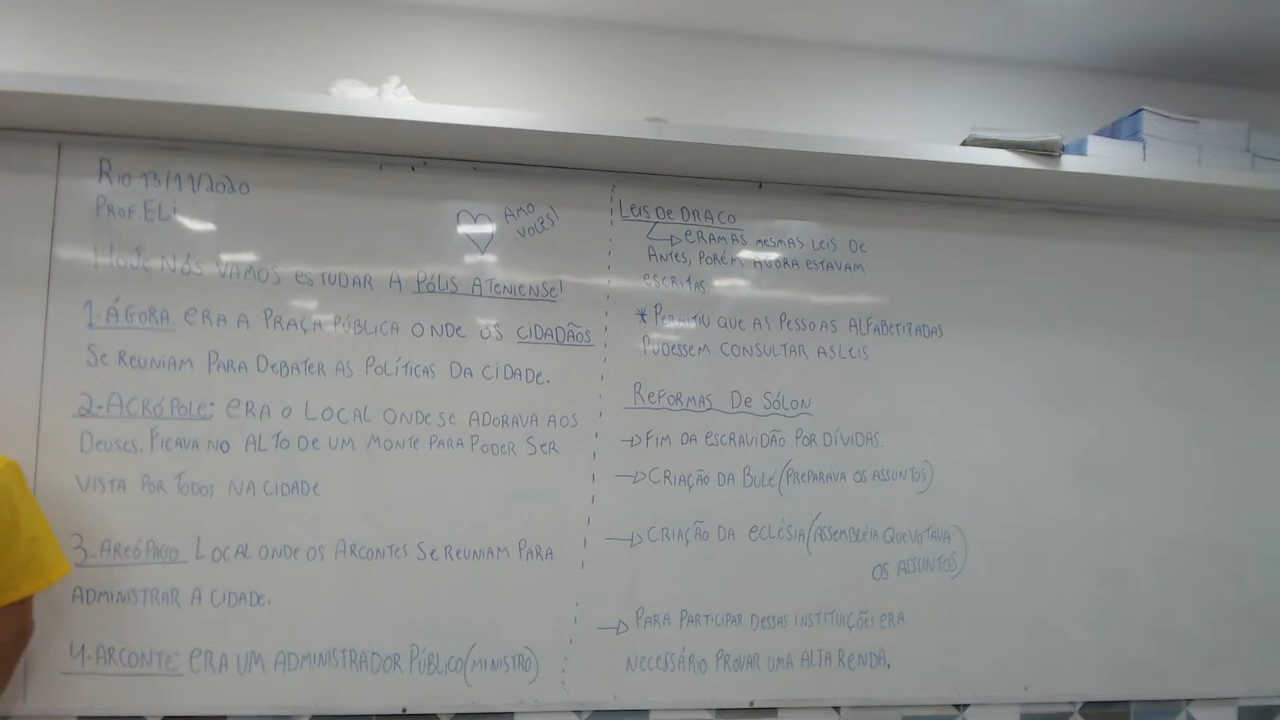 Rio 13/11/2020
Prof. Eli
AMO
VOCÊS!
HOJE NÓS VAMOS ESTUDAR A PÓLIS ATENIENSE!
1-ÁGORA: ERA A PRAÇA PÚBLICA ONDE OS CIDADÃOS
SE REUNIAM PARA DEBATER AS POLÍTICAS DA CIDADE.
2-ACRÓPOLE: ERA O LOCAL ONDE SE ADORAVA AOS
DEUSES. FICAVA NO ALTO DE UM MONTE PARA PODER SER
VISTA POR TODOS NA CIDADE
3-AREÓPAGO LOCAL ONDE OS ARCONTES SE REUNIAM PARA
ADMINISTRAR A CIDADE.
4-ARCONTE: ERA UM ADMINISTRADOR PÚBLICO (MINISTRO)
LEIS DE DRACO
ERAM AS MESMAS LEIS DE
ANTES, PORÉM AGORA ESTAVAM
ESCRITAS
* PERMITIU QUE AS PESSOAS ALFABETIZADAS
PUDESSEM CONSULTAR AS LEIS
REFORMAS DE SÓLON
→ FIM DA ESCRAVIDÃO POR DÍVIDAS.
→ CRIAÇÃO DA BULÉ (PREPARAVA OS ASSUNTOS)
→ CRIAÇÃO DA ECLÉSIA (ASSEMBLÉIA QUE VOTAVA
OS ASSUNTOS)
→ PARA PARTICIPAR DESSAS INSTITUIÇÕES ERA
NECESSÁRIO PROVAR UMA ALTA RENDA.